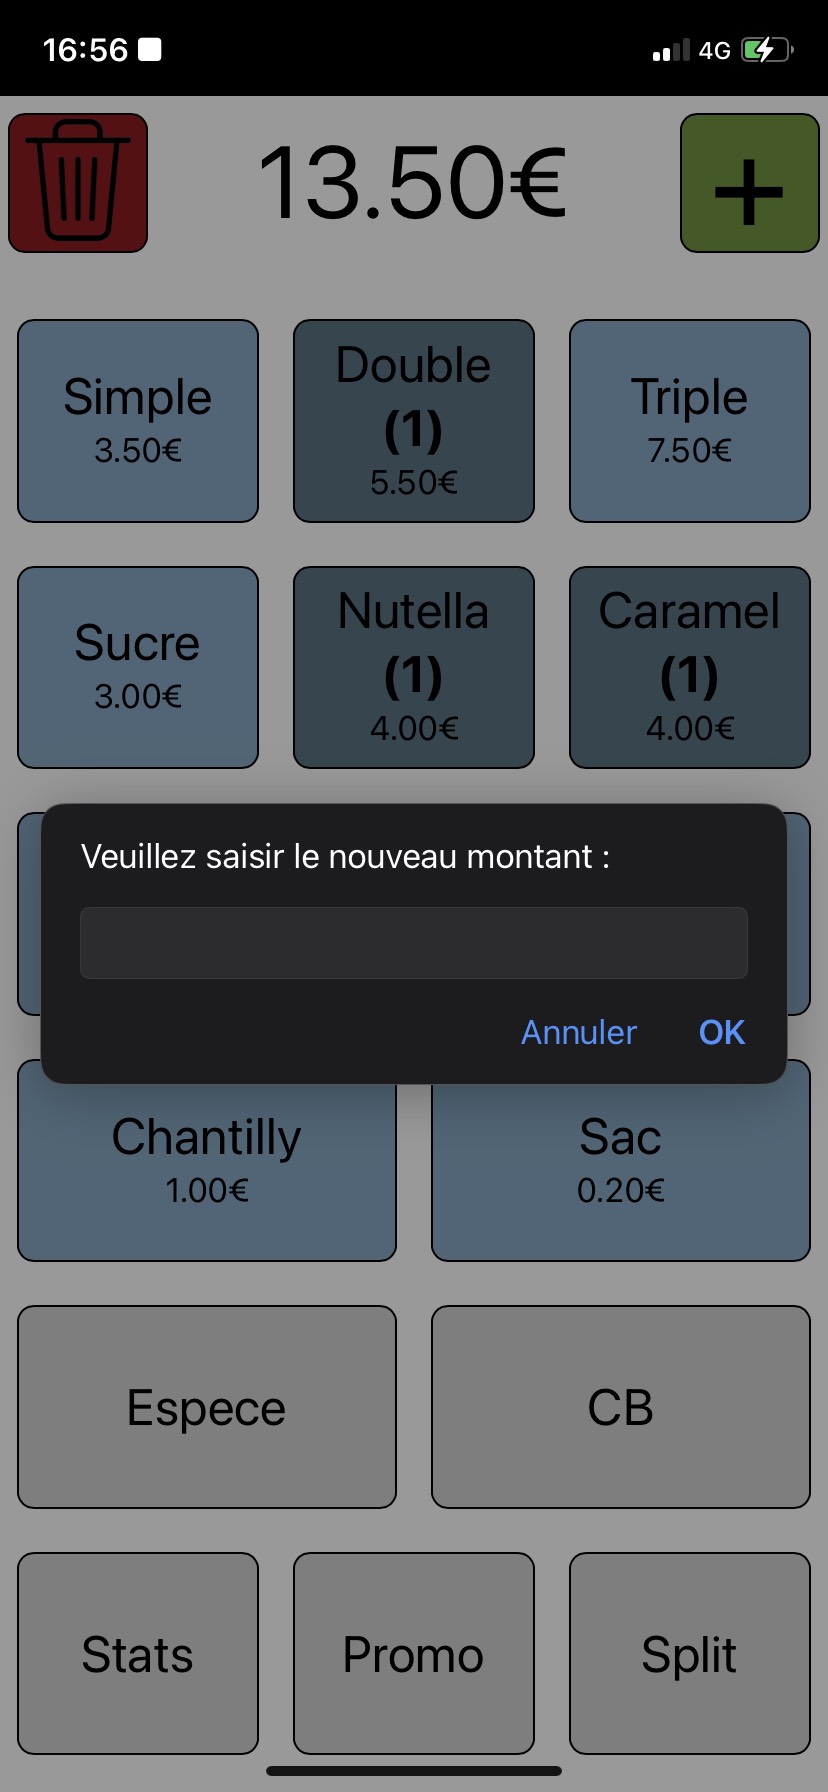 16:56
4G
13.50€
+
Simple
3.50€
Double
(1)
5.50€
Triple
7.50€
Sucre
3.00€
Nutella
(1)
4.00€
Caramel
(1)
4.00€
Veuillez saisir le nouveau montant :
Annuler OK
Chantilly
1.00€
Sac
0.20€
Espece
CB
Stats
Promo
Split